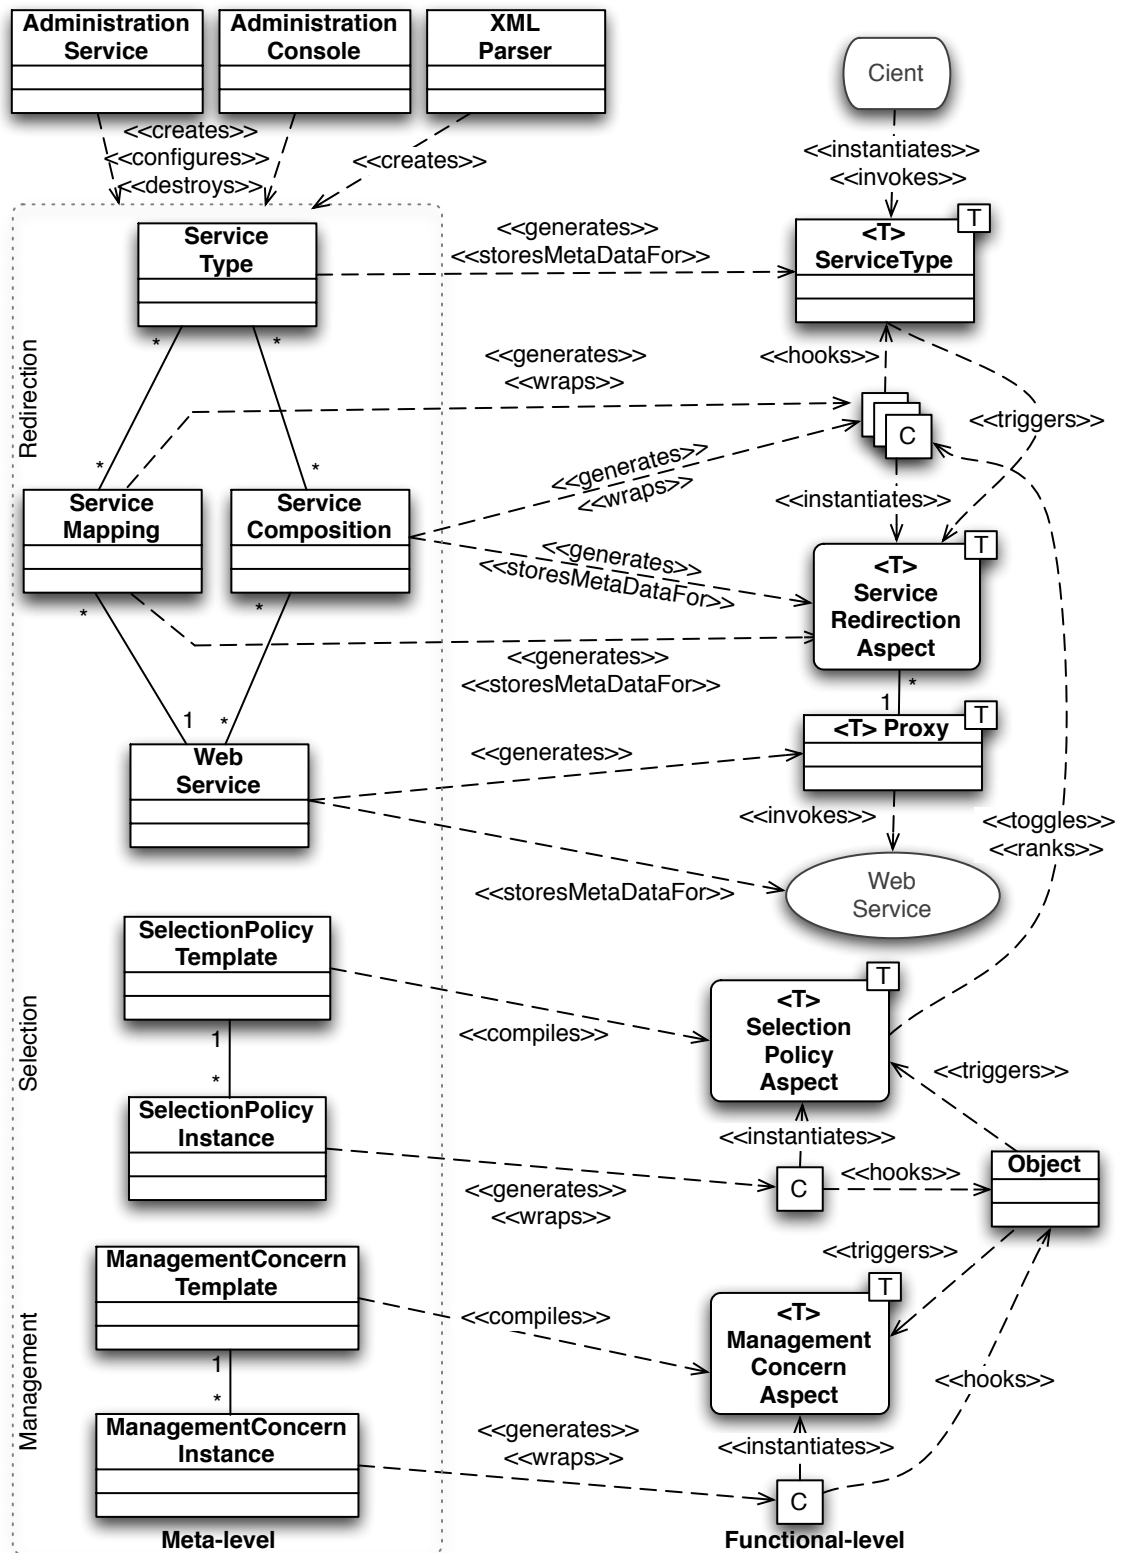 Administration
Service
Administration
Console
XML
Parser
Cient
<<creates>>
<<configures>>
<<destroys>>
<<creates>>
<<instantiates>>
<<invokes>>
Service
Type
<<generates>>
<<storesMetaDataFor>>
T
<T>
ServiceType
*
*
Redirection
<<generates>>
<<wraps>>
<<hooks>>
<<triggers>>
C
*
*
<<generates>>
<<wraps>>
<<instantiates>>
Service
Mapping
Service
Composition
<<generates>>
<<storesMetaDataFor>>
T
<T>
Service
Redirection
Aspect
*
*
<<generates>>
<<storesMetaDataFor>>
*
1
1
*
T
<T> Proxy
Web
Service
<<generates>>
<<invokes>>
<<toggles>>
<<ranks>>
<<storesMetaDataFor>>
Web
Service
SelectionPolicy
Template
T
<T>
Selection
Policy
Aspect
<<compiles>>
1
*
Selection
<<triggers>>
SelectionPolicy
Instance
<<instantiates>>
Object
<<generates>>
<<wraps>>
C
<<hooks>>
ManagementConcern
Template
<<triggers>>
T
<T>
Management
Concern
Aspect
<<compiles>>
1
*
Management
<<hooks>>
ManagementConcern
Instance
<<generates>>
<<wraps>>
<<instantiates>>
C
Meta-level
Functional-level